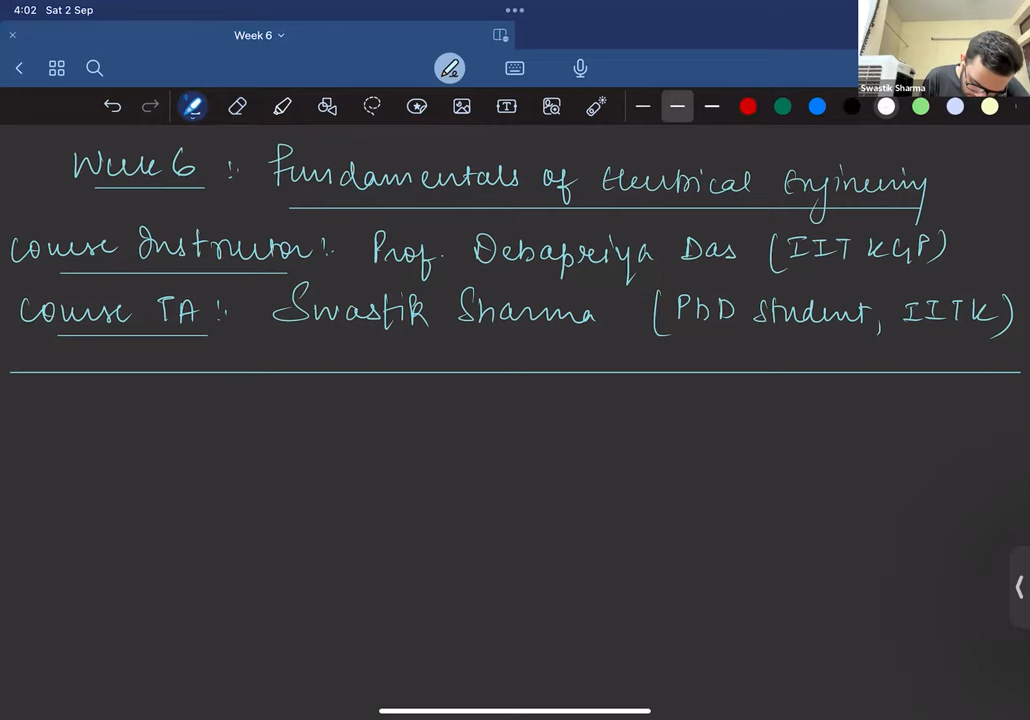 4:02 Sat 2 Sep
Week 6
Swastik Sharma
Week 6 :. Fundamentals of Electrical Engineering
Course Instructor :. Prof. Debapriya Das (IIT KGP)
Course TA :. Swastik Sharma (PhD student, IITK)